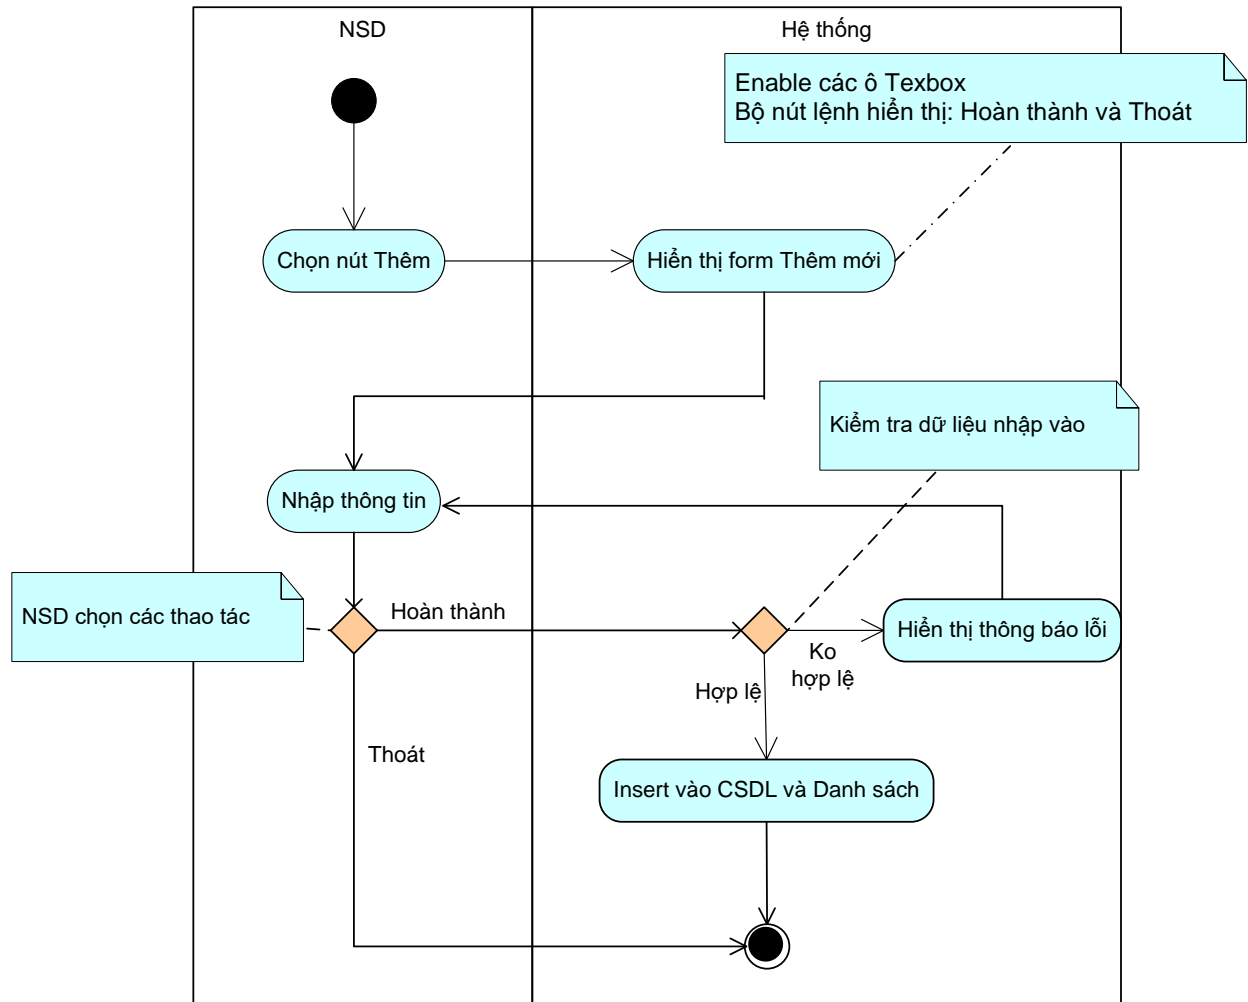 NSD
Hệ thống
Enable các ô Texbox
Bộ nút lệnh hiển thị: Hoàn thành và Thoát
Chọn nút Thêm
Hiển thị form Thêm mới
Kiểm tra dữ liệu nhập vào
Nhập thông tin
NSD chọn các thao tác
Hoàn thành
Hiển thị thông báo lỗi
Ko
hợp lệ
Hợp lệ
Thoát
Insert vào CSDL và Danh sách